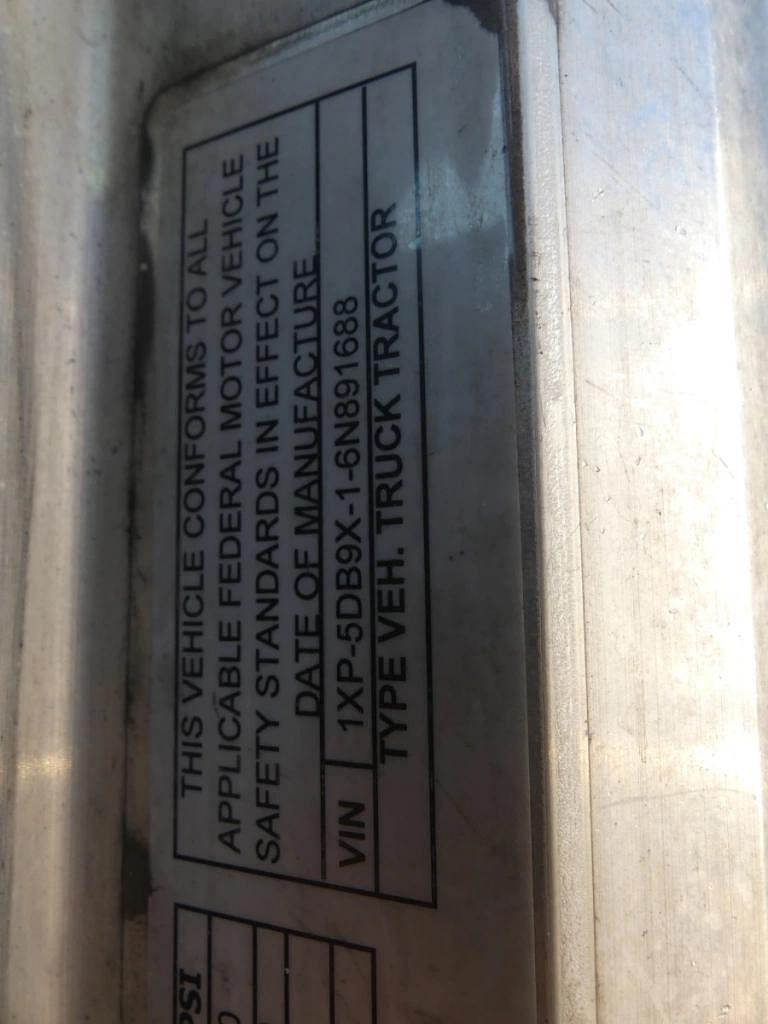 THIS VEHICLE CONFORMS TO ALL
APPLICABLE FEDERAL MOTOR VEHICLE
SAFETY STANDARDS IN EFFECT ON THE
DATE OF MANUFACTURE
VIN 1XP-5DB9X-1-6N891688
TYPE VEH. TRUCK TRACTOR
PSI